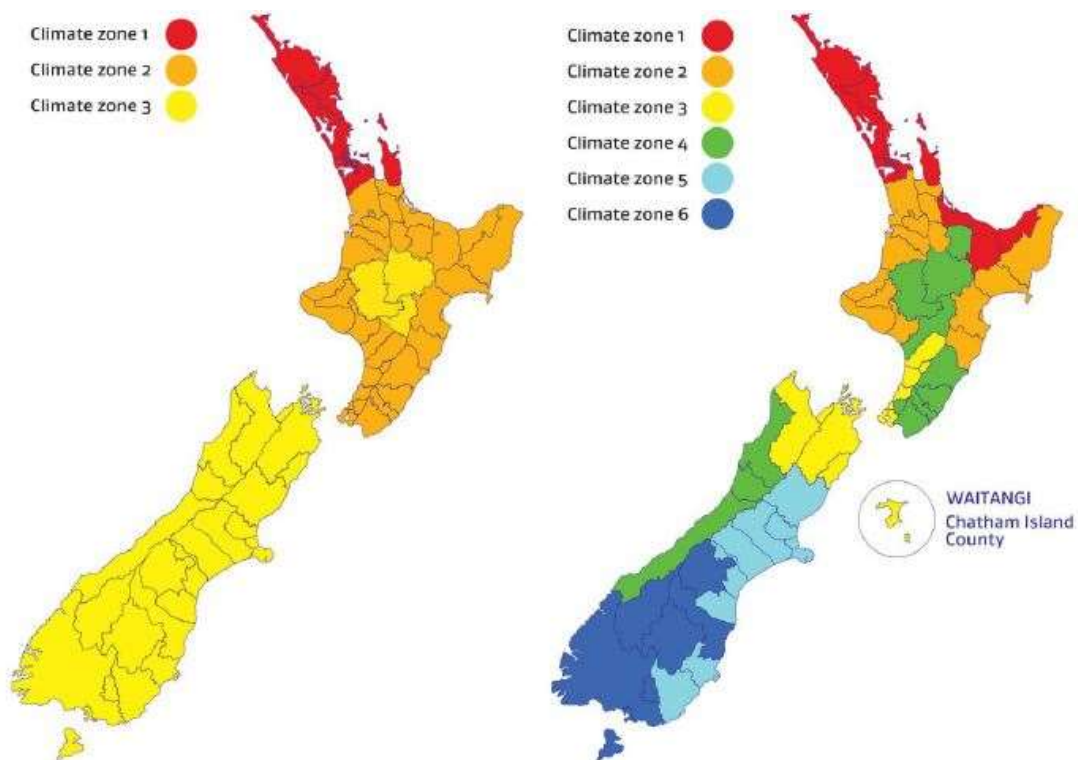 Climate zone 1
Climate zone 2
Climate zone 3
Climate zone 1
Climate zone 2
Climate zone 3
Climate zone 4
Climate zone 5
Climate zone 6
WAITANGI
Chatham Island
County